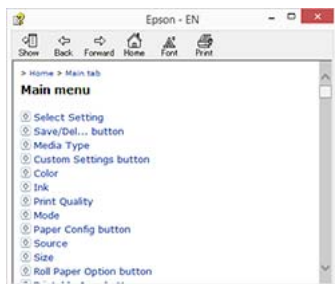 Epson - EN
Show Back Forward Home Font Print
> Home > Main tab
Main menu
Select Setting
Save/Del... button
Media Type
Custom Settings button
Color
Ink
Print Quality
Mode
Paper Config button
Source
Size
Roll Paper Option button